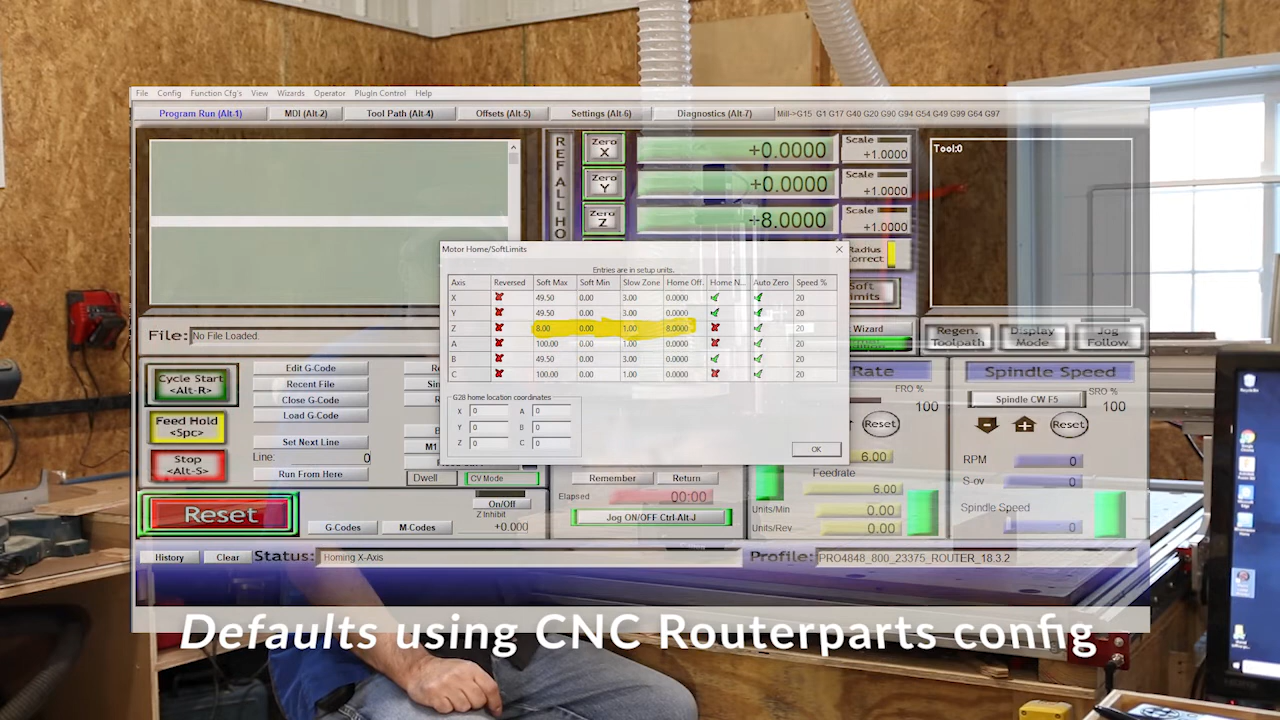 File Config Function Cfg's View Wizards Operator PlugIn Control Help
Program Run (Alt-1) MDI (Alt-2) Tool Path (Alt-4) Offsets (Alt-5) Settings (Alt-6) Diagnostics (Alt-7) Mill->G15 G1 G17 G40 G20 G90 G94 G54 G49 G99 G64 G97
REF ALL HO
Zero X +0.0000 Scale +1.0000
Zero Y +0.0000 Scale +1.0000
Zero Z +8.0000 Scale +1.0000
Tool:0
Radius Correct
Soft Limits
Motor Home/SoftLimits
Entries are in setup units.
Axis Reversed Soft Max Soft Min Slow Zone Home Off. Home N... Auto Zero Speed %
X 49.50 0.00 3.00 0.0000 20
Y 49.50 0.00 3.00 0.0000 20
Z 8.00 0.00 1.00 8.0000 20
A 100.00 0.00 1.00 0.0000 20
B 49.50 0.00 3.00 0.0000 20
C 100.00 0.00 1.00 0.0000 20
G28 home location coordinates
X 0 A 0
Y 0 B 0
Z 0 C 0
OK
File: No File Loaded.
Wizard
Regen. Toolpath Display Mode Jog Follow
Cycle Start <Alt-R>
Feed Hold <Spc>
Stop <Alt-S>
Edit G-Code
Recent File
Close G-Code
Load G-Code
Set Next Line
Line: 0
Run From Here
M1
Dwell CV Mode
Reset
G-Codes M-Codes
On/Off
Z Inhibit
+0.000
Remember Return
Elapsed 00:00
Jog ON/OFF Ctrl-Alt-J
Rate
FRO %
100
Reset
6.00
Feedrate
6.00
Units/Min 0.00
Units/Rev 0.00
Spindle Speed
Spindle CW F5
SRO %
100
Reset
RPM 0
S-ov 0
Spindle Speed 0
History Clear Status: Homing X-Axis Profile: PRO4848_800_23375_ROUTER_18.3.2
Defaults using CNC Routerparts config